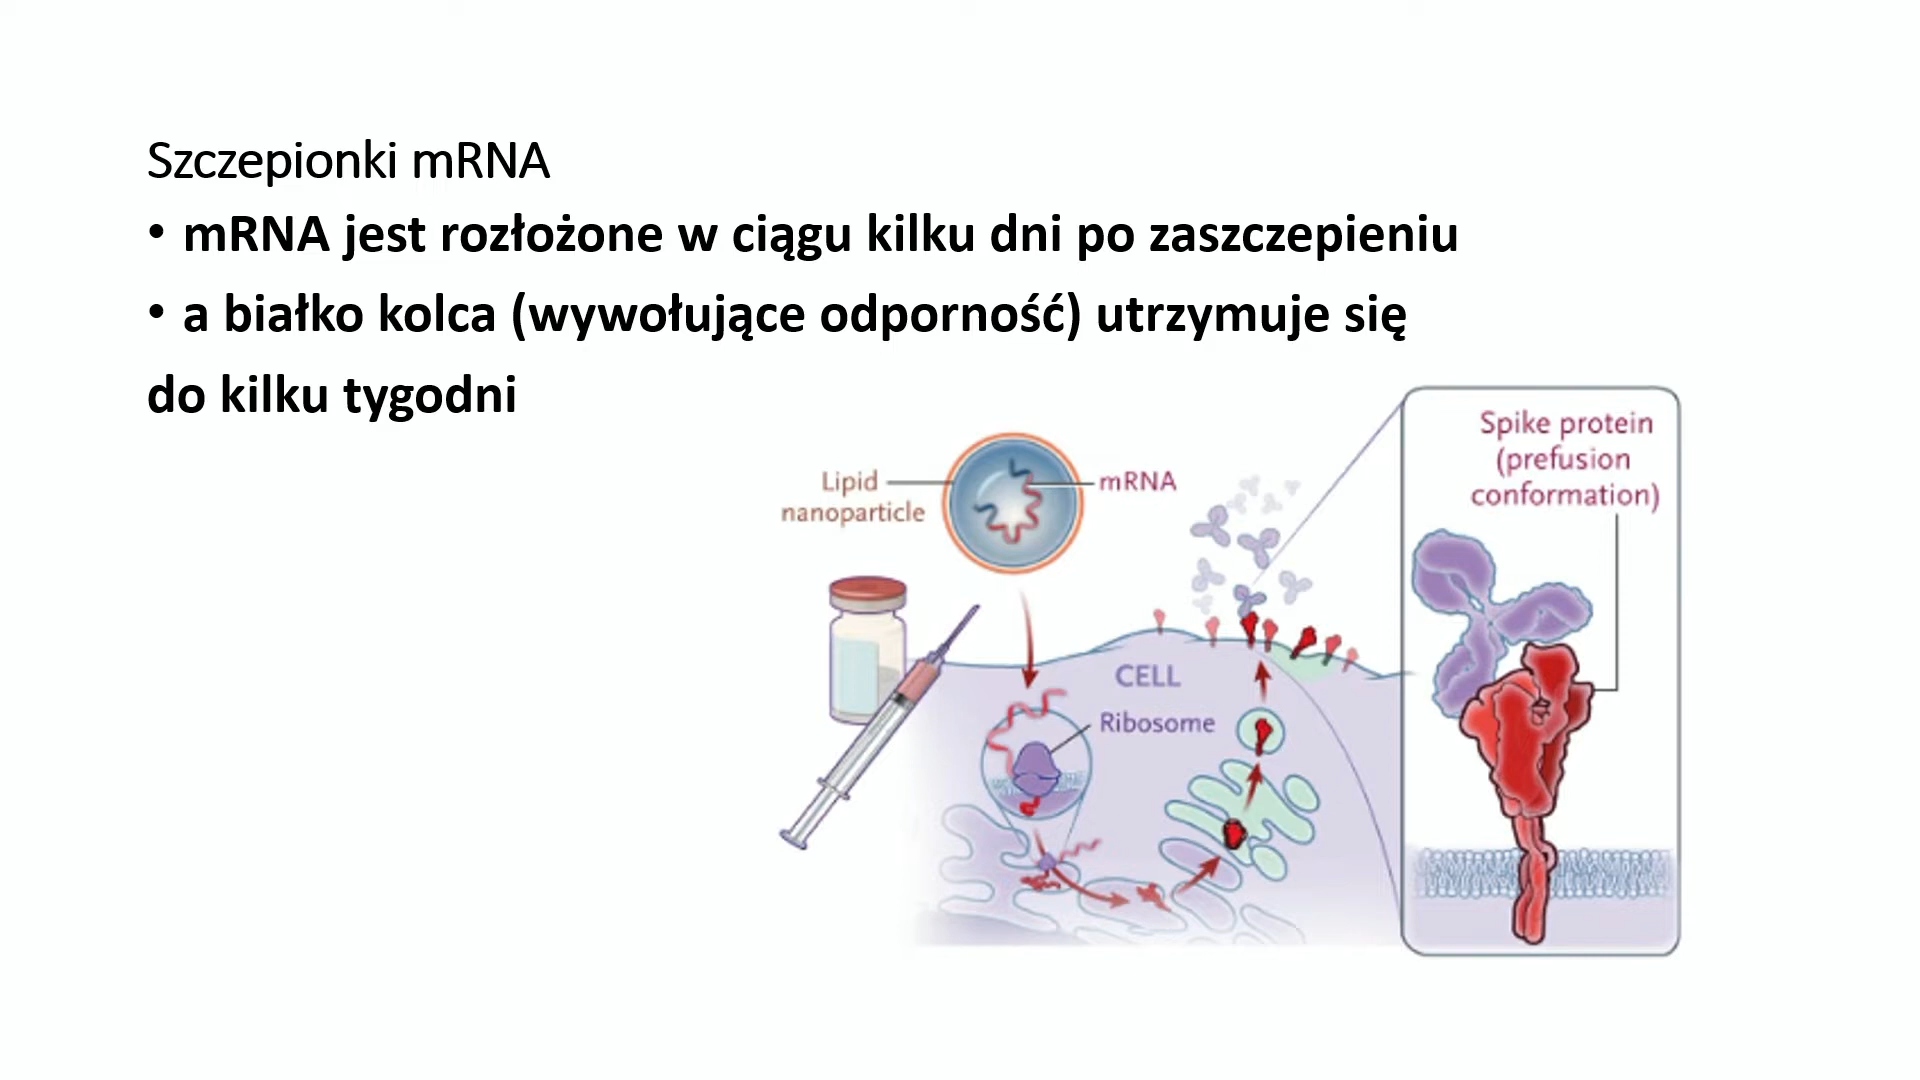 Szczepionki mRNA
• mRNA jest rozłożone w ciągu kilku dni po zaszczepieniu
• a białko kolca (wywołujące odporność) utrzymuje się
do kilku tygodni
Spike protein
(prefusion
conformation)
Lipid
nanoparticle
mRNA
CELL
Ribosome